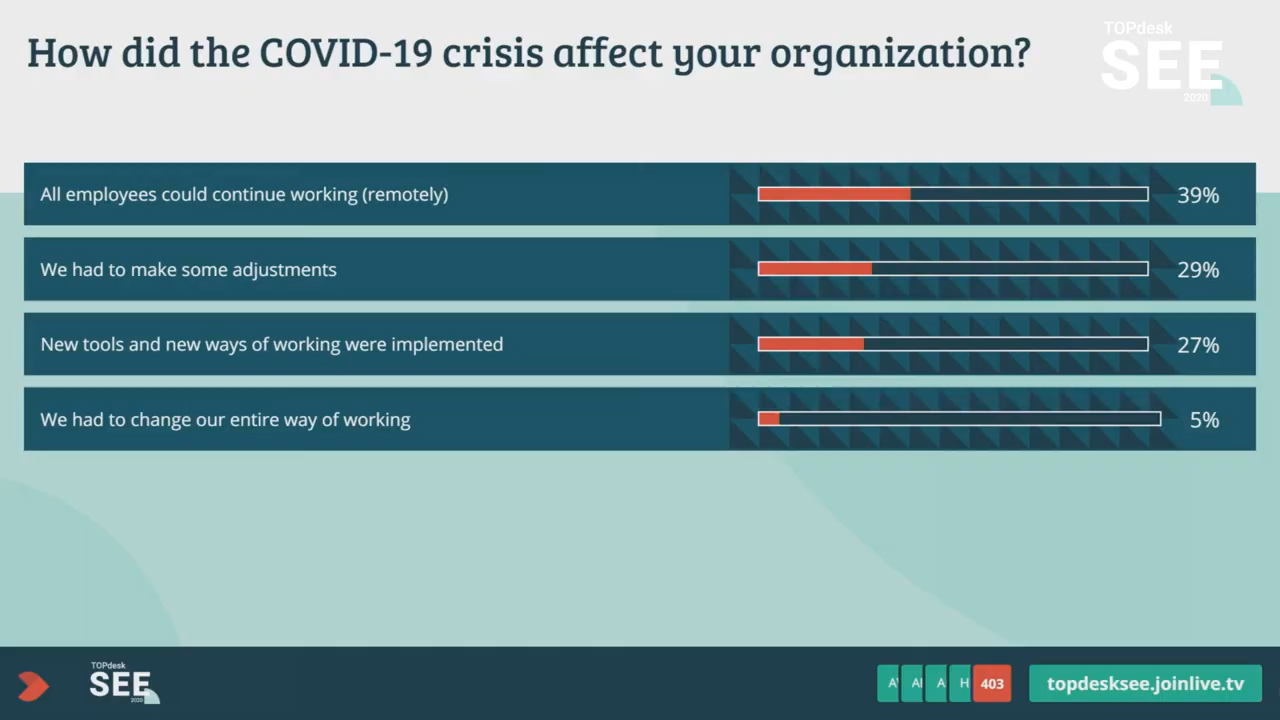 How did the COVID-19 crisis affect your organization?
TOPdesk
SEE
2020
All employees could continue working (remotely)
39%
We had to make some adjustments
29%
New tools and new ways of working were implemented
27%
We had to change our entire way of working
5%
TOPdesk
SEE
2020
A
H
403
topdesksee.joinlive.tv